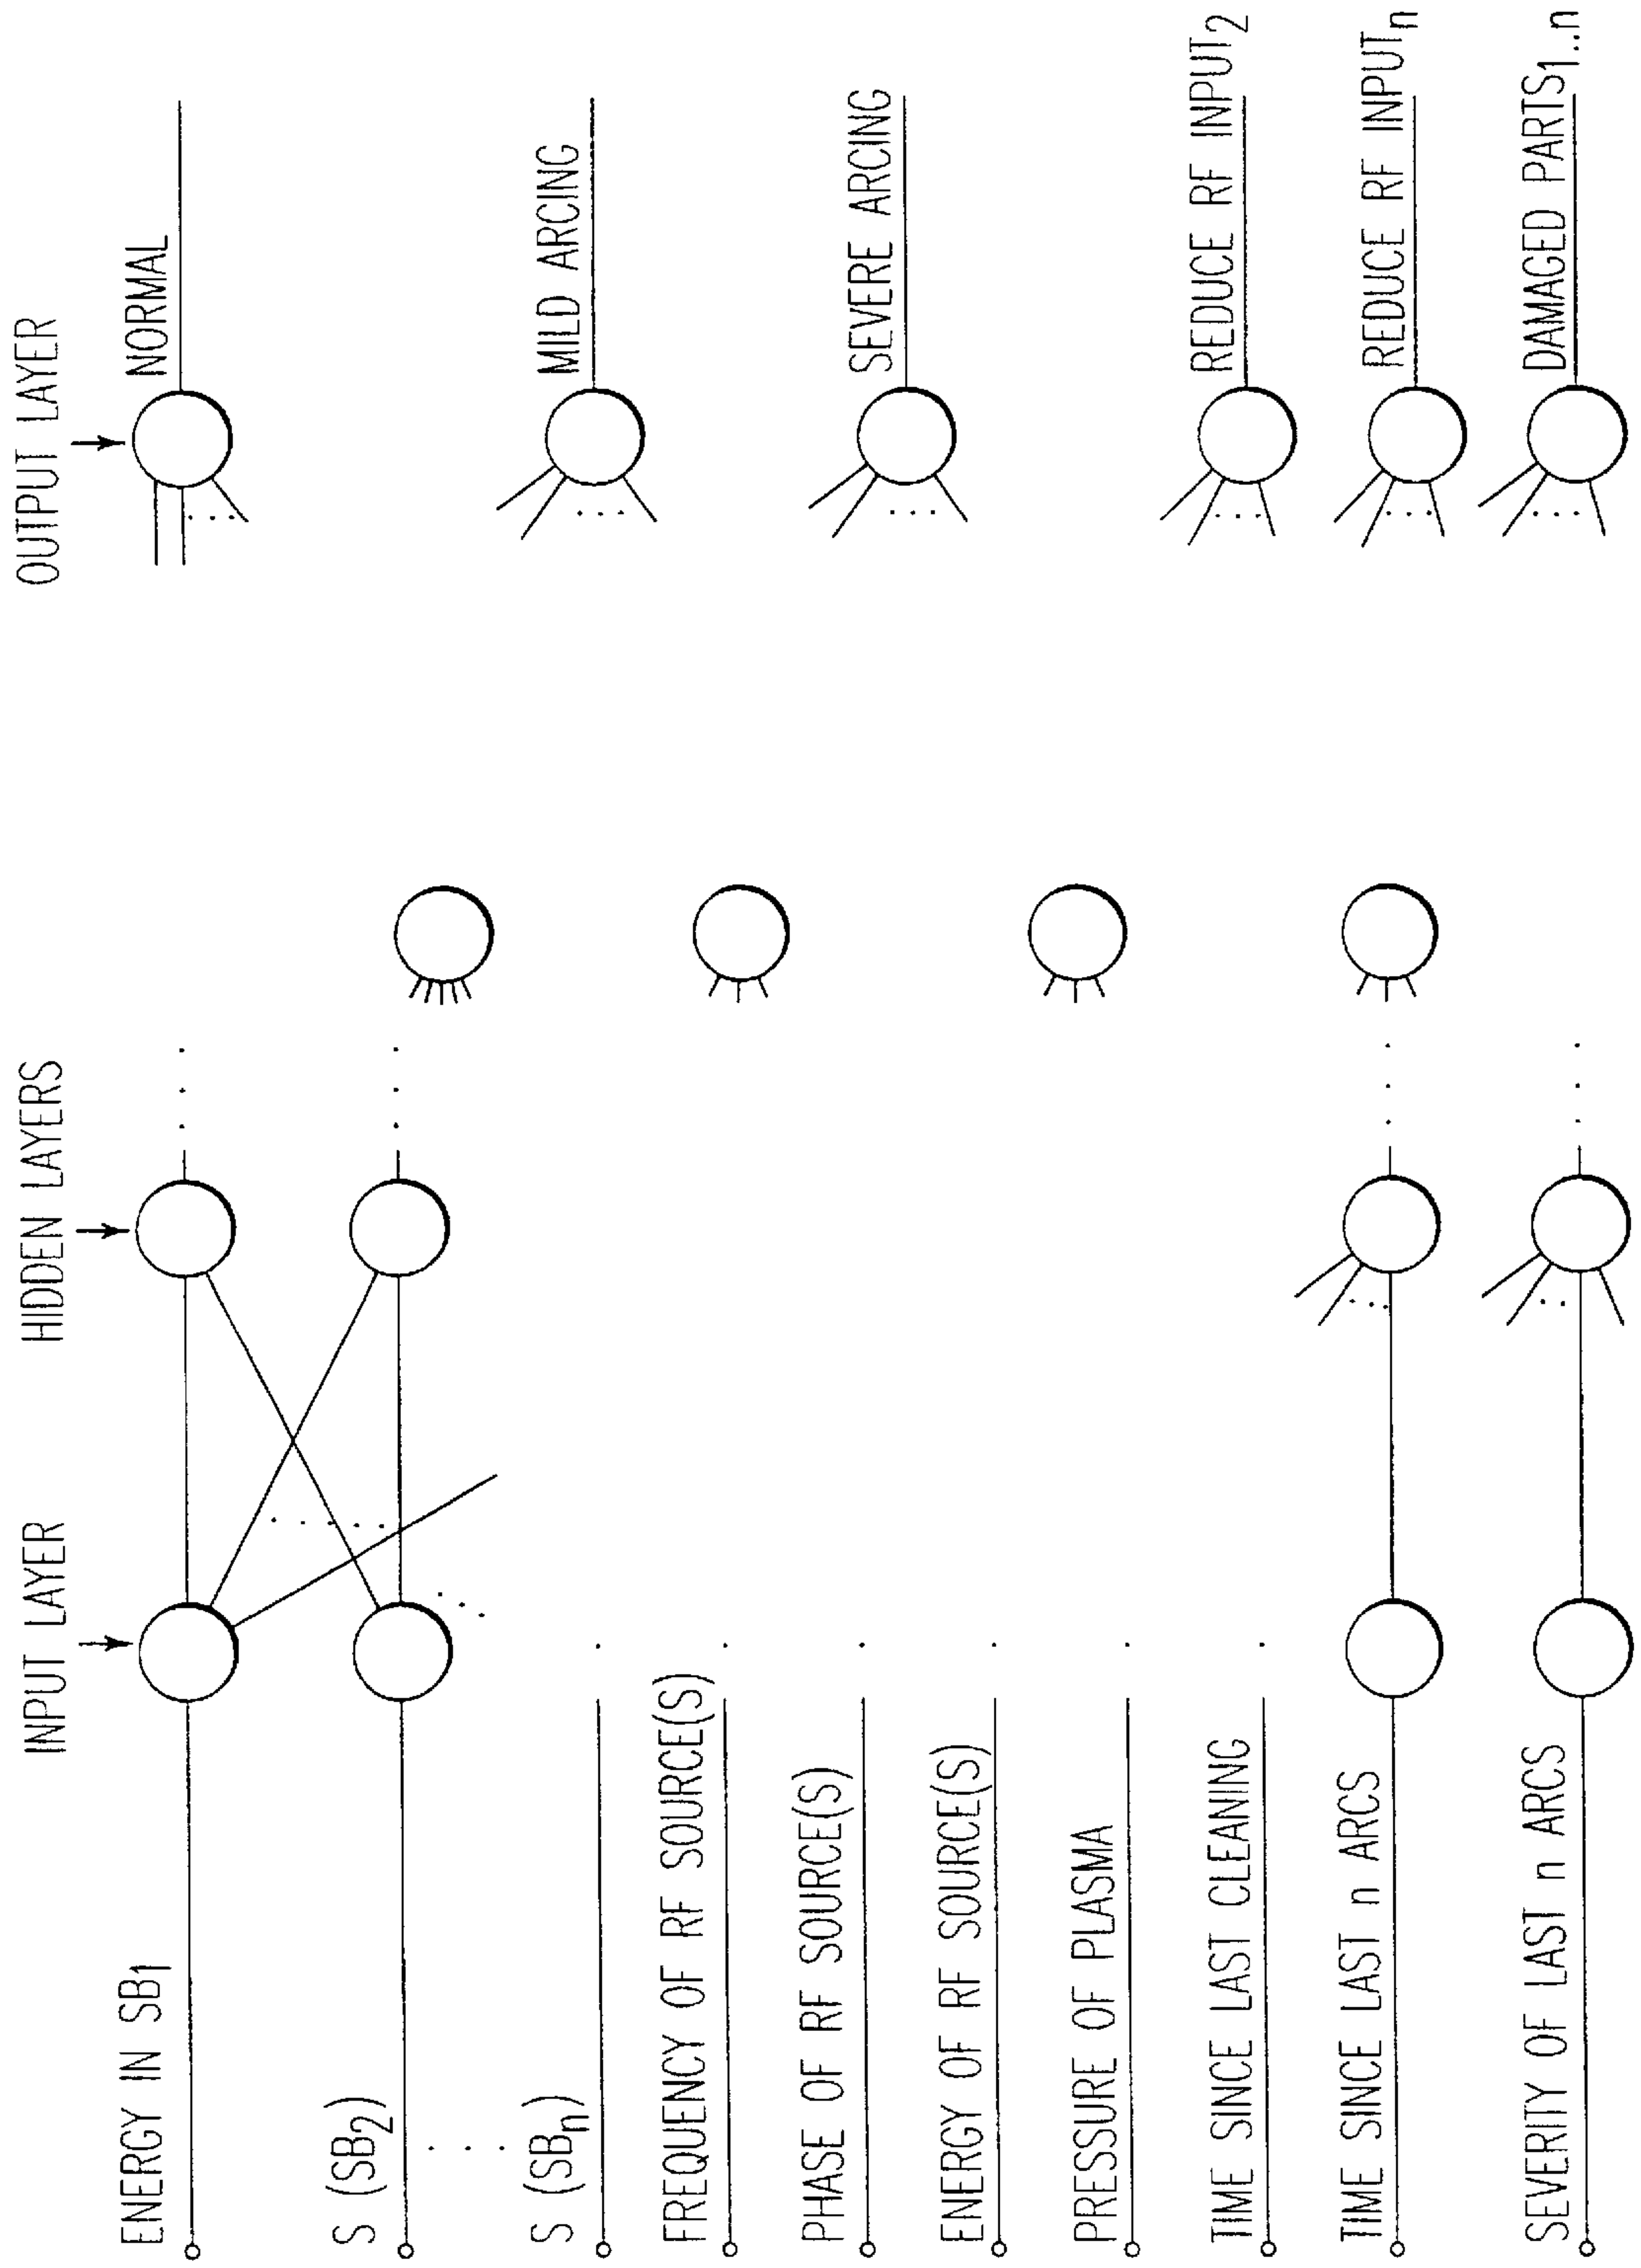 INPUT LAYER
HIDDEN LAYERS
OUTPUT LAYER
ENERGY IN SB1
S (SB2)
S (SBn)
FREQUENCY OF RF SOURCE(S)
PHASE OF RF SOURCE(S)
ENERGY OF RF SOURCE(S)
PRESSURE OF PLASMA
TIME SINCE LAST CLEANING
TIME SINCE LAST n ARCS
SEVERITY OF LAST n ARCS
NORMAL
MILD ARCING
SEVERE ARCING
REDUCE RF INPUT2
REDUCE RF INPUTn
DAMAGED PARTS1..n